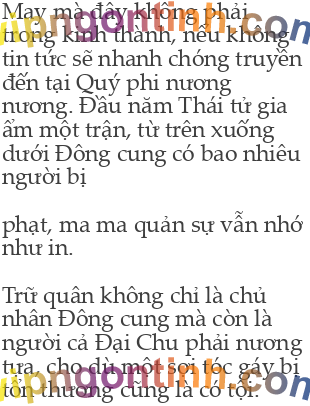 May mà đây không phải
trong kinh thành, nếu không
tin tức sẽ nhanh chóng truyền
đến tại Quý phi nương
nương. Đầu năm Thái tử gia
ẩm một trận, từ trên xuống
dưới Đông cung có bao nhiêu
người bị
phạt, ma ma quản sự vẫn nhớ
như in.
Trữ quân không chỉ là chủ
nhân Đông cung mà còn là
người cả Đại Chu phải nương
tựa, cho dù một sợi tóc gáy bị
tổn thương cũng là có tội.
vipngontinh.com
vipngontinh.com